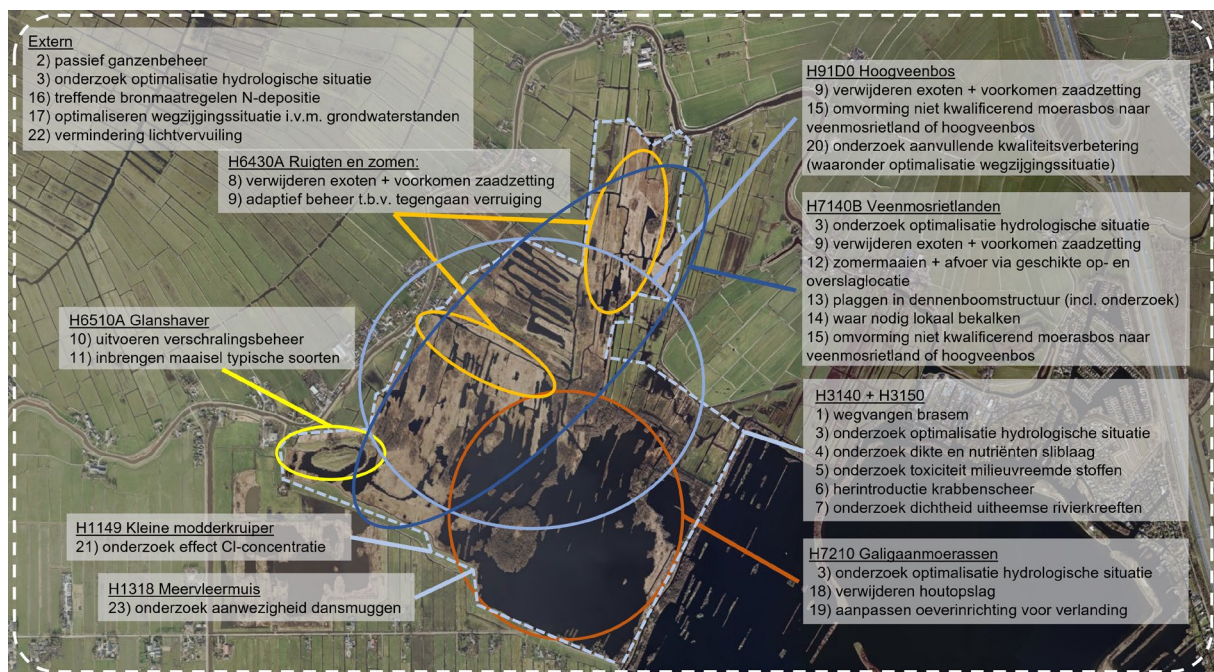 Extern
2) passief ganzenbeheer
3) onderzoek optimalisatie hydrologische situatie
16) treffende bronmaatregelen N-depositie
17) optimaliseren wegzijgingssituatie i.v.m. grondwaterstanden
22) vermindering lichtvervuiling
H6430A Ruigten en zomen:
8) verwijderen exoten + voorkomen zaadzetting
9) adaptief beheer t.b.v. tegengaan verruiging
H6510A Glanshaver
10) uitvoeren verschralingsbeheer
11) inbrengen maaisel typische soorten
H1149 Kleine modderkruiper
21) onderzoek effect Cl-concentratie
H1318 Meervleermuis
23) onderzoek aanwezigheid dansmuggen
H91D0 Hoogveenbos
9) verwijderen exoten + voorkomen zaadzetting
15) omvorming niet kwalificerend moerasbos naar
veenmosrietland of hoogveenbos
20) onderzoek aanvullende kwaliteitsverbetering
(waaronder optimalisatie wegzijgingssituatie)
H7140B Veenmosrietlanden
3) onderzoek optimalisatie hydrologische situatie
9) verwijderen exoten + voorkomen zaadzetting
12) zomermaaien + afvoer via geschikte op- en
overslaglocatie
13) plaggen in dennenboomstructuur (incl. onderzoek)
14) waar nodig lokaal bekalken
15) omvorming niet kwalificerend moerasbos naar
veenmosrietland of hoogveenbos
H3140 + H3150
1) wegvangen brasem
3) onderzoek optimalisatie hydrologische situatie
4) onderzoek dikte en nutriënten sliblaag
5) onderzoek toxiciteit milieuvreemde stoffen
6) herintroductie krabbenscheer
7) onderzoek dichtheid uitheemse rivierkreeften
H7210 Galigaanmoerassen
3) onderzoek optimalisatie hydrologische situatie
18) verwijderen houtopslag
19) aanpassen oeverinrichting voor verlanding